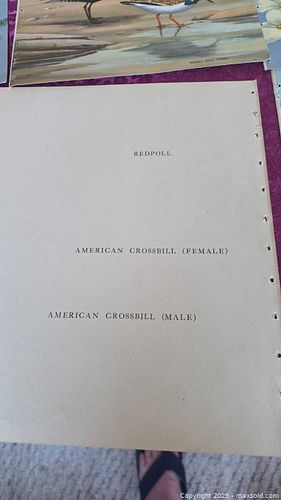 REDPOLL
AMERICAN CROSSBILL (FEMALE)
AMERICAN CROSSBILL (MALE)
Copyright 2025 - maxsold.com